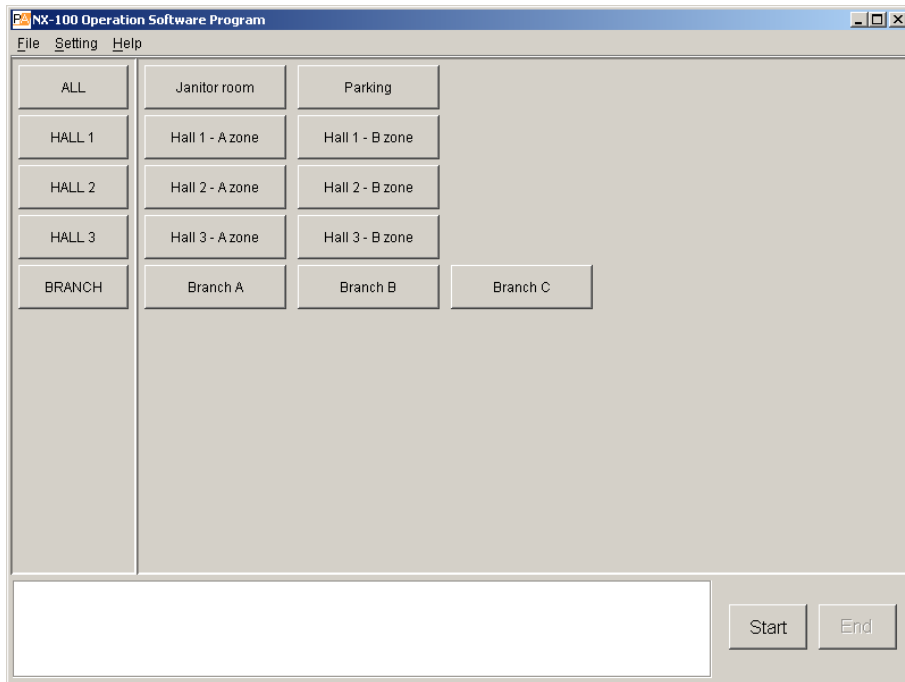 PA NX-100 Operation Software Program
File Setting Help
ALL Janitor room Parking
HALL 1 Hall 1 - A zone Hall 1 - B zone
HALL 2 Hall 2 - A zone Hall 2 - B zone
HALL 3 Hall 3 - A zone Hall 3 - B zone
BRANCH Branch A Branch B Branch C
Start End